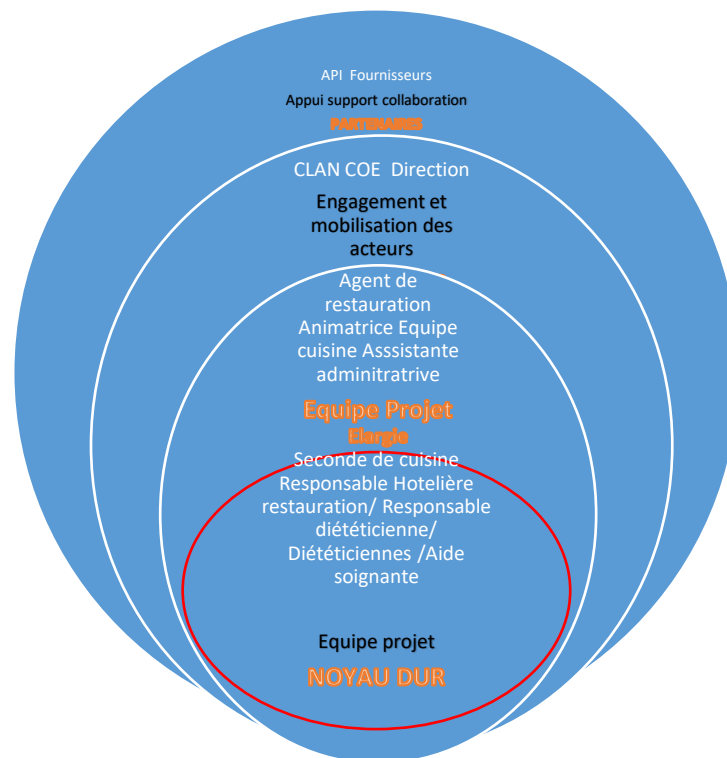 API Fournisseurs
Appui support collaboration
PARTENAIRES
CLAN COE Direction
Engagement et
mobilisation des
acteurs
Agent de
restauration
Animatrice Equipe
cuisine Asssistante
adminitratrive
Equipe Projet
Elargie
Seconde de cuisine
Responsable Hotelière
restauration/ Responsable
diététicienne/
Diététiciennes /Aide
soignante
Equipe projet
NOYAU DUR